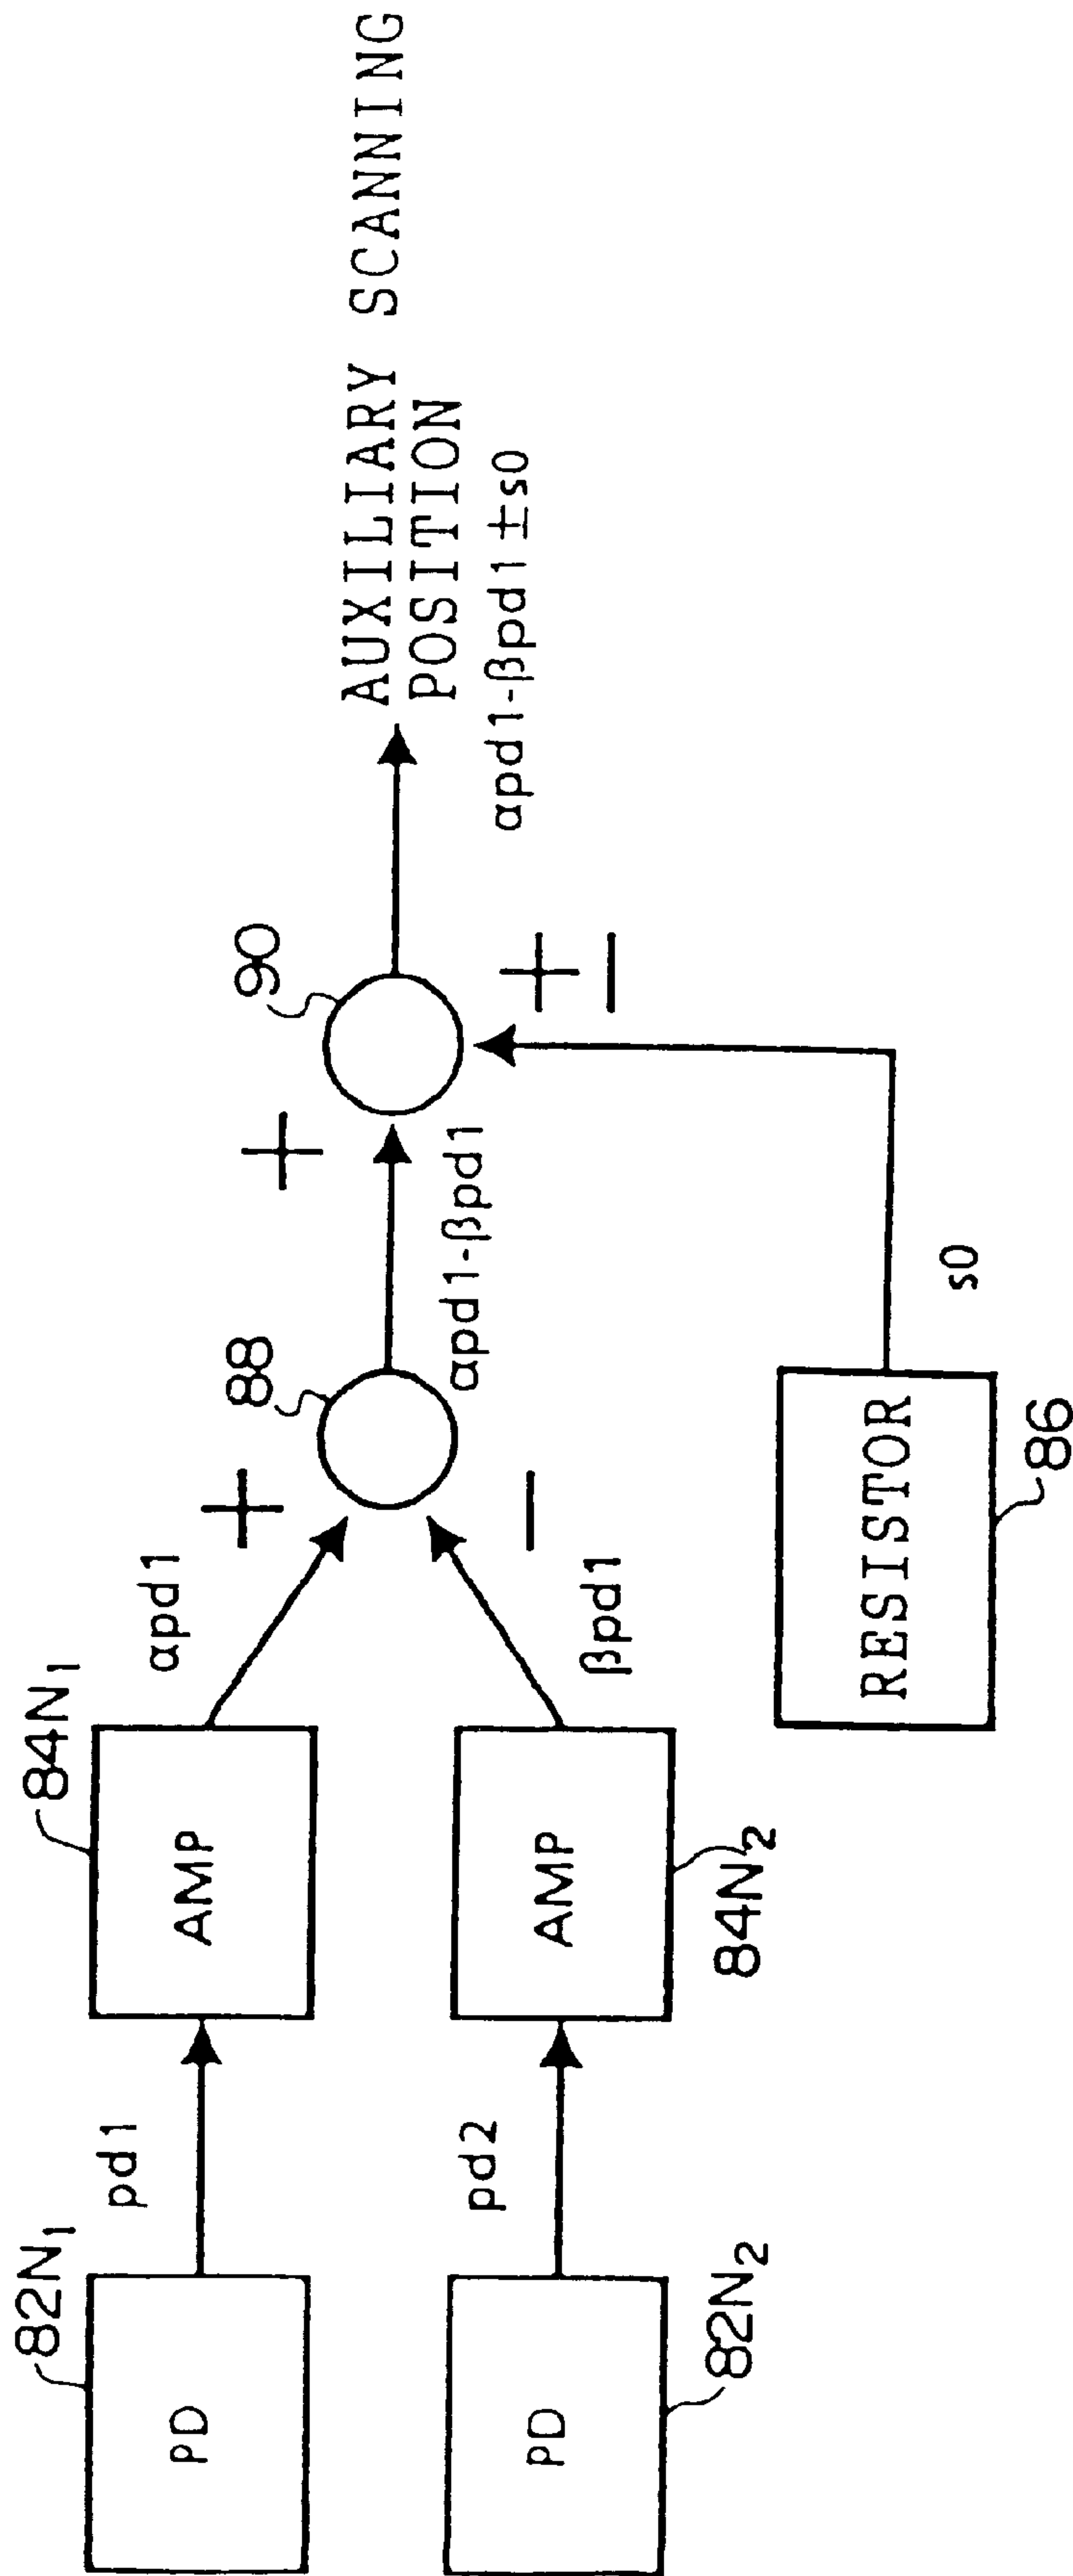 82N1
PD
pd1
84N1
AMP
αpd1
+
82N2
PD
pd2
84N2
AMP
βpd1
−
88
αpd1-βpd1
+
90
+
−
RESISTOR
86
s0
AUXILIARY SCANNING
POSITION
αpd1-βpd1±s0